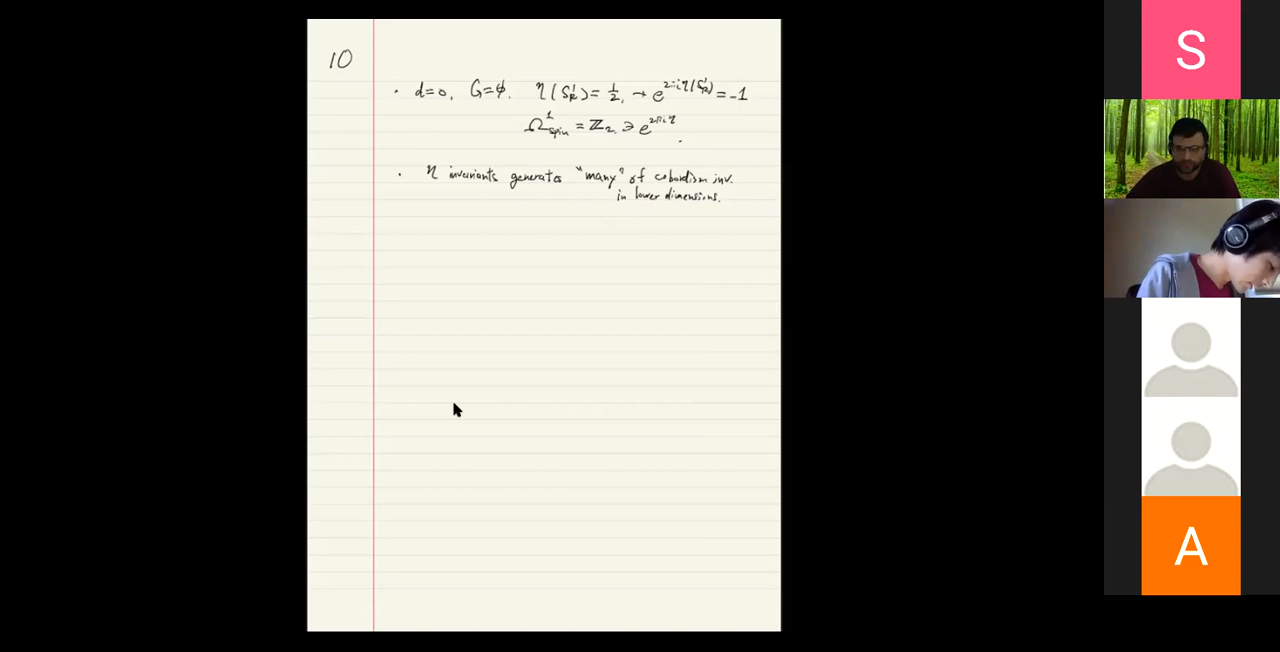 10
· d=0, G=ϕ. η(S¹_R)=½, → e^{2πiη(S¹_R)} = -1
Ω¹_spin = ℤ₂ ∋ e^{2πiη}.
· η invariants generates "many" of cobordism inv.
in lower dimensions.
S
A